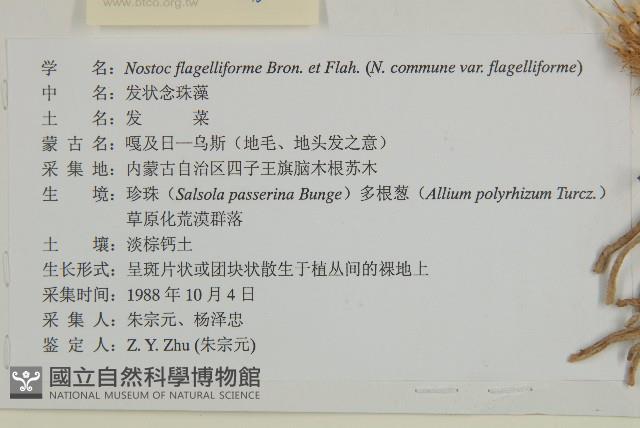 www.btco.org.tw
学 名：Nostoc flagelliforme Bron. et Flah. (N. commune var. flagelliforme)
中 名：发状念珠藻
土 名：发 菜
蒙 古 名：嘎及日—乌斯（地毛、地头发之意）
采 集 地：内蒙古自治区四子王旗脑木根苏木
生 境：珍珠（Salsola passerina Bunge）多根葱（Allium polyrhizum Turcz.）
草原化荒漠群落
土 壤：淡棕钙土
生长形式：呈斑片状或团块状散生于植丛间的裸地上
采集时间：1988 年 10 月 4 日
采 集 人：朱宗元、杨泽忠
鉴 定 人：Z. Y. Zhu (朱宗元)
國立自然科學博物館
NATIONAL MUSEUM OF NATURAL SCIENCE